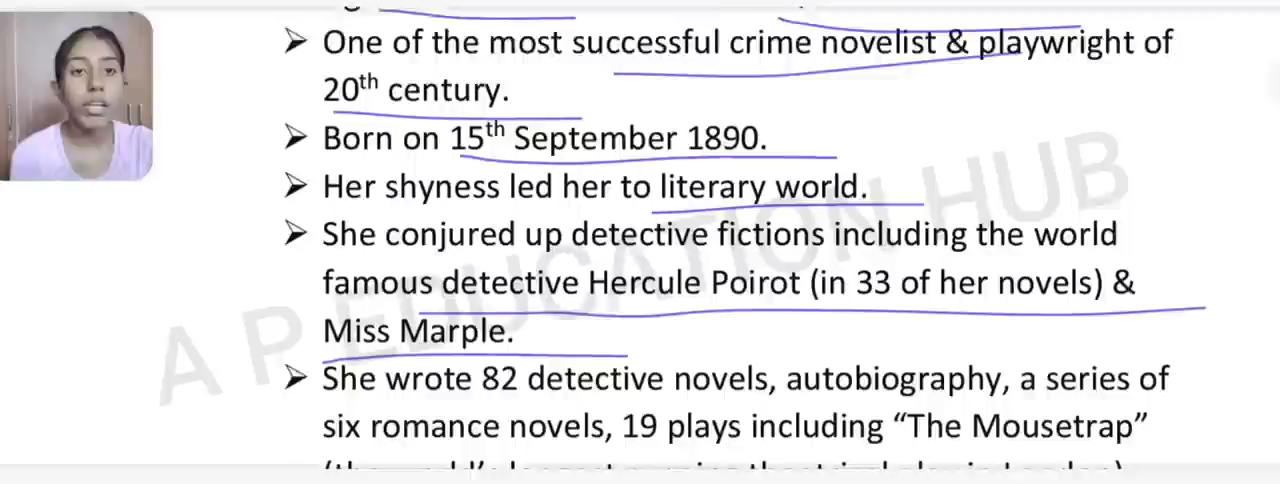 ➢ One of the most successful crime novelist & playwright of
20th century.
➢ Born on 15th September 1890.
➢ Her shyness led her to literary world.
➢ She conjured up detective fictions including the world
famous detective Hercule Poirot (in 33 of her novels) &
Miss Marple.
➢ She wrote 82 detective novels, autobiography, a series of
six romance novels, 19 plays including “The Mousetrap”
A P EDUCATION HUB